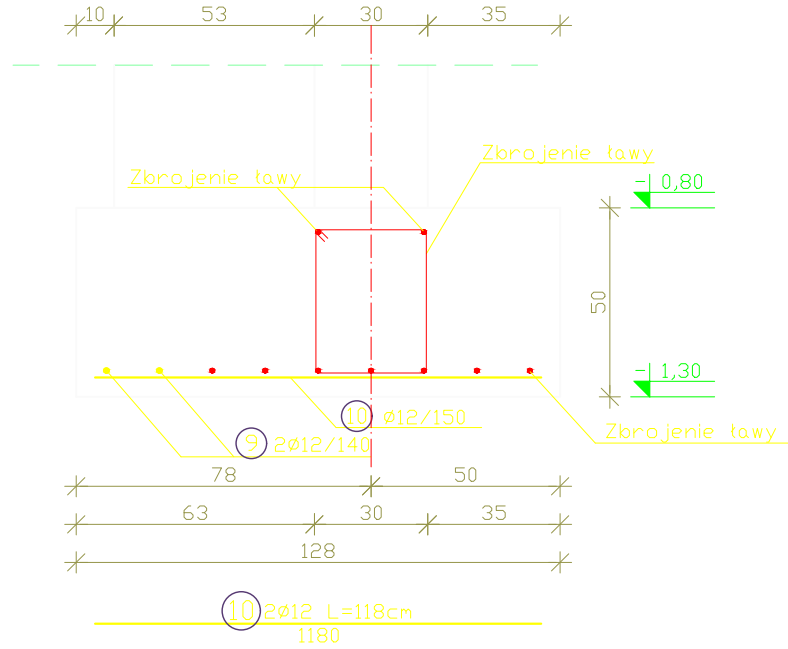 10 53 30 35
Zbrojenie ławy
Zbrojenie ławy
-| 0,80
50
-| 1,30
10 ø12/150
9 2ø12/140
Zbrojenie ławy
78 50
63 30 35
128
10 2ø12 L=118cm
1180